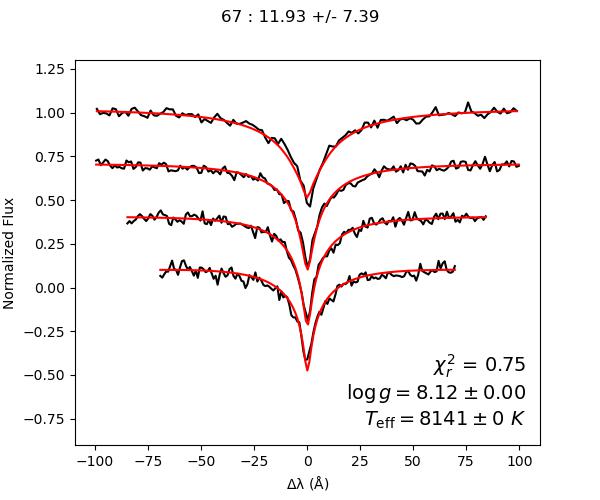 67 : 11.93 +/- 7.39
1.25
1.00
0.75
0.50
0.25
0.00
−0.25
−0.50
−0.75
Normalized Flux
χ²ᵣ = 0.75
log g = 8.12 ± 0.00
T_eff = 8141 ± 0 K
−100 −75 −50 −25 0 25 50 75 100
Δλ (Å)